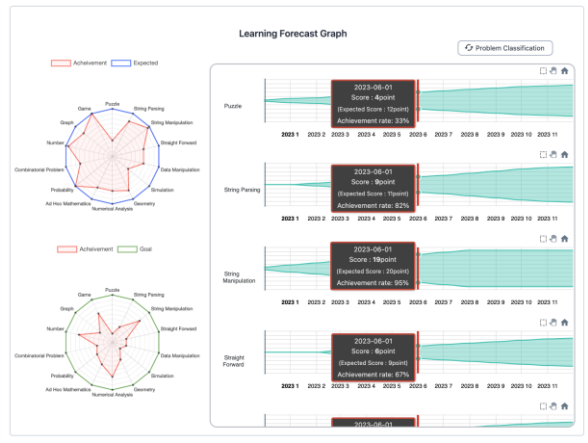 Learning Forecast Graph
Problem Classification
Acheivement Expected
Puzzle
String Parsing
String Manipulation
Straight Forward
Data Manipulation
Simulation
Geometry
Numerical Analysis
Ad Hoc Mathematics
Probability
Combinatorial Problem
Number
Graph
Game
Acheivement Goal
Puzzle
String Parsing
String Manipulation
Straight Forward
Data Manipulation
Simulation
Geometry
Numerical Analysis
Ad Hoc Mathematics
Probability
Combinatorial Problem
Number
Graph
Game
Puzzle
2023-06-01
Score : 4point
(Expected Score : 12point)
Achievement rate: 33%
2023 1 2023 2 2023 3 2023 4 2023 5 2023 6 2023 7 2023 8 2023 9 2023 10 2023 11
String Parsing
2023-06-01
Score : 9point
(Expected Score : 11point)
Achievement rate: 82%
2023 1 2023 2 2023 3 2023 4 2023 5 2023 6 2023 7 2023 8 2023 9 2023 10 2023 11
String
Manipulation
2023-06-01
Score : 19point
(Expected Score : 20point)
Achievement rate: 95%
2023 1 2023 2 2023 3 2023 4 2023 5 2023 6 2023 7 2023 8 2023 9 2023 10 2023 11
Straight
Forward
2023-06-01
Score : 6point
(Expected Score : 9point)
Achievement rate: 67%
2023 1 2023 2 2023 3 2023 4 2023 5 2023 6 2023 7 2023 8 2023 9 2023 10 2023 11
2023-06-01